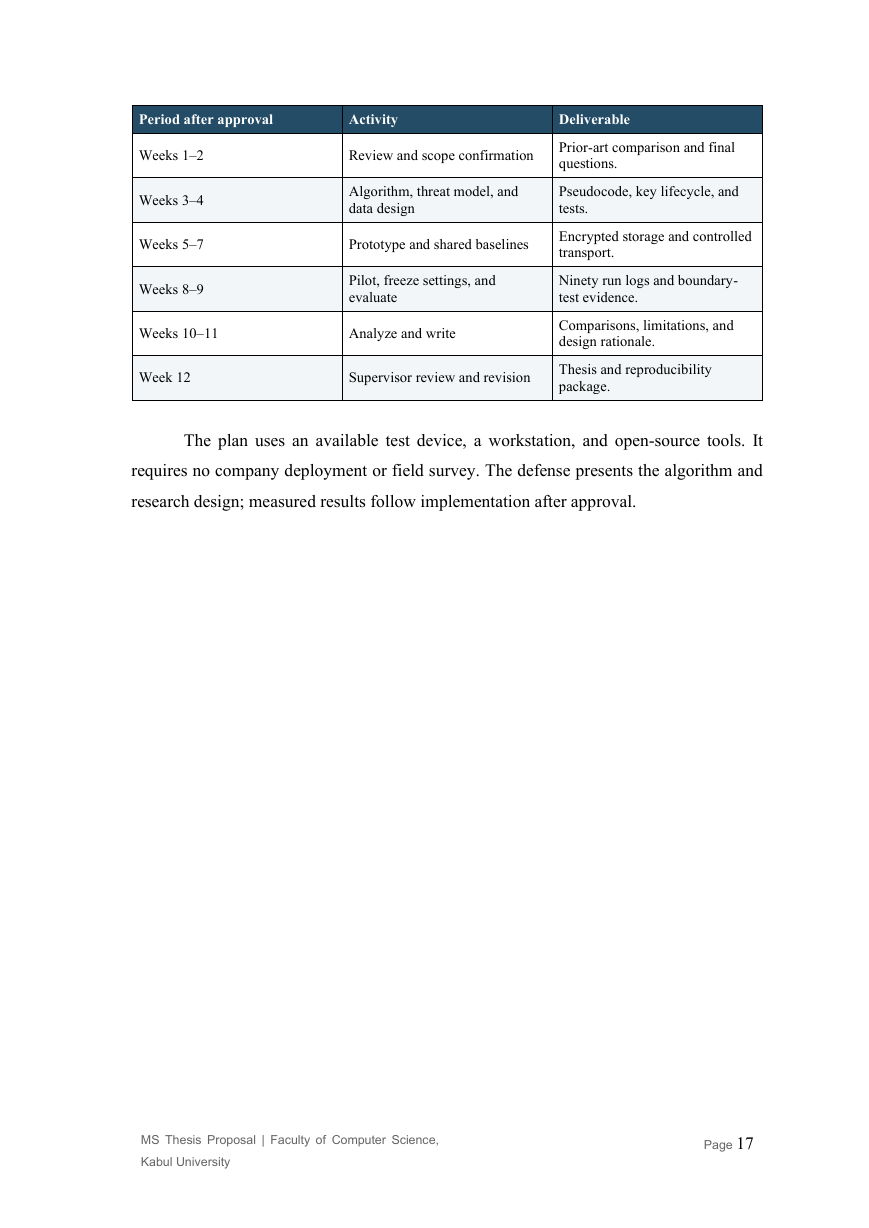 Period after approval Activity Deliverable
Weeks 1–2 Review and scope confirmation Prior-art comparison and final
questions.
Weeks 3–4 Algorithm, threat model, and
data design Pseudocode, key lifecycle, and
tests.
Weeks 5–7 Prototype and shared baselines Encrypted storage and controlled
transport.
Weeks 8–9 Pilot, freeze settings, and
evaluate Ninety run logs and boundary-
test evidence.
Weeks 10–11 Analyze and write Comparisons, limitations, and
design rationale.
Week 12 Supervisor review and revision Thesis and reproducibility
package.
The plan uses an available test device, a workstation, and open-source tools. It
requires no company deployment or field survey. The defense presents the algorithm and
research design; measured results follow implementation after approval.
MS Thesis Proposal | Faculty of Computer Science,
Kabul University
Page 17